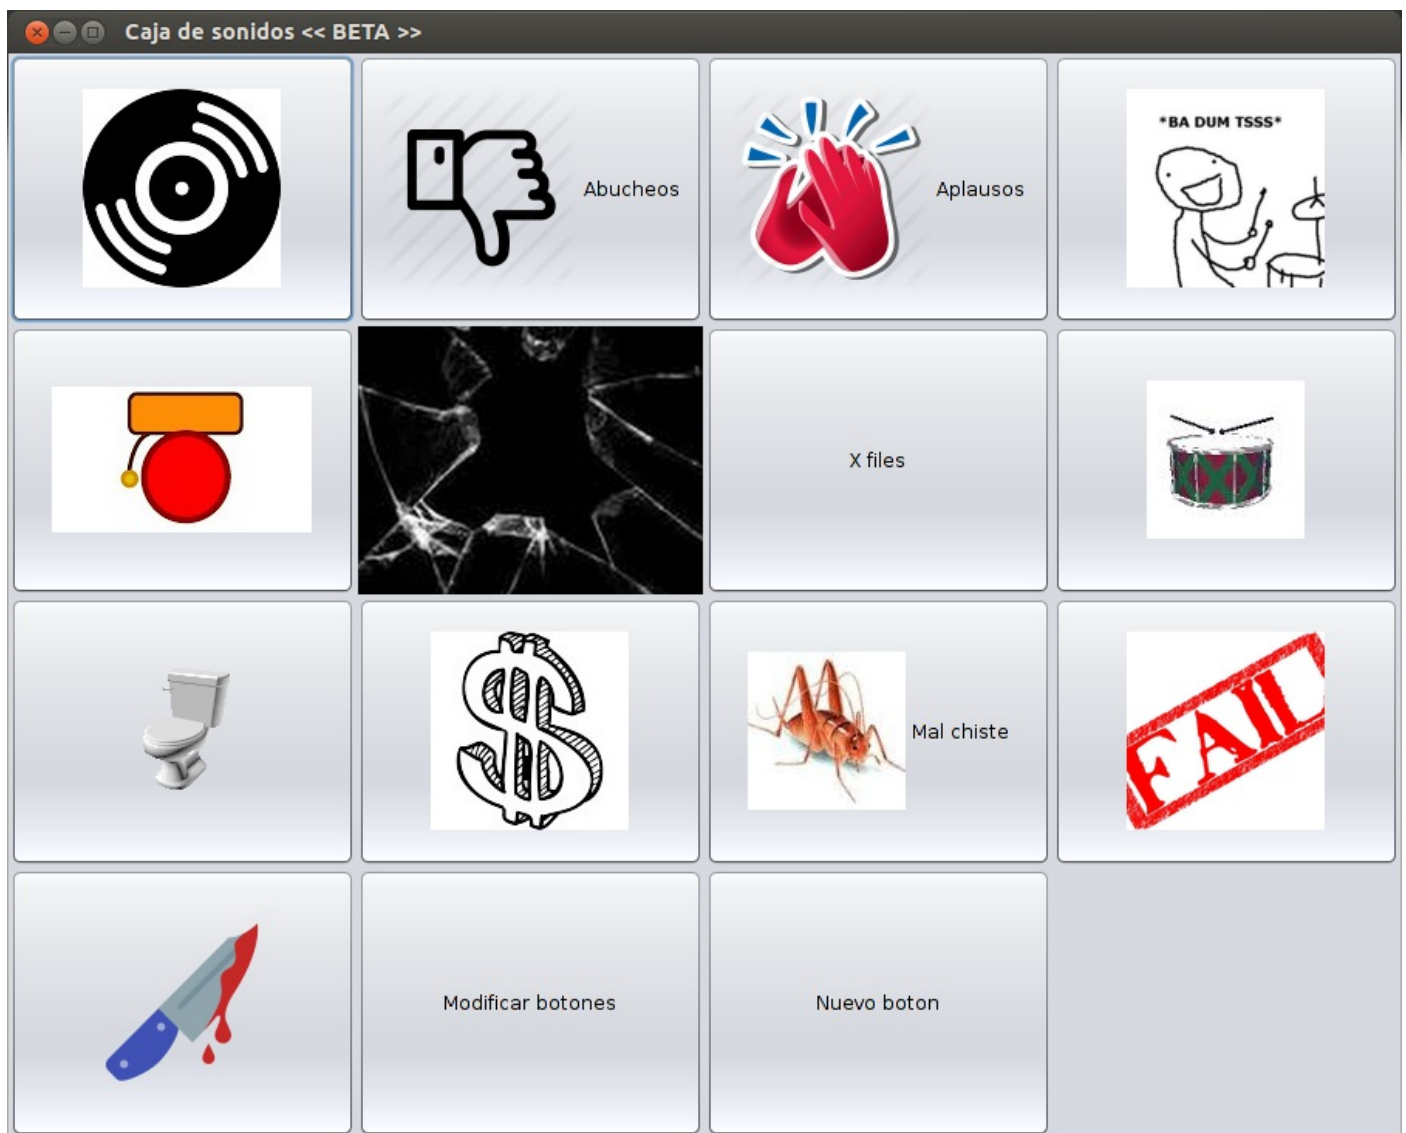 Caja de sonidos << BETA >>
Abucheos
Aplausos
*BA DUM TSSS*
X files
$
Mal chiste
FAIL
Modificar botones
Nuevo boton